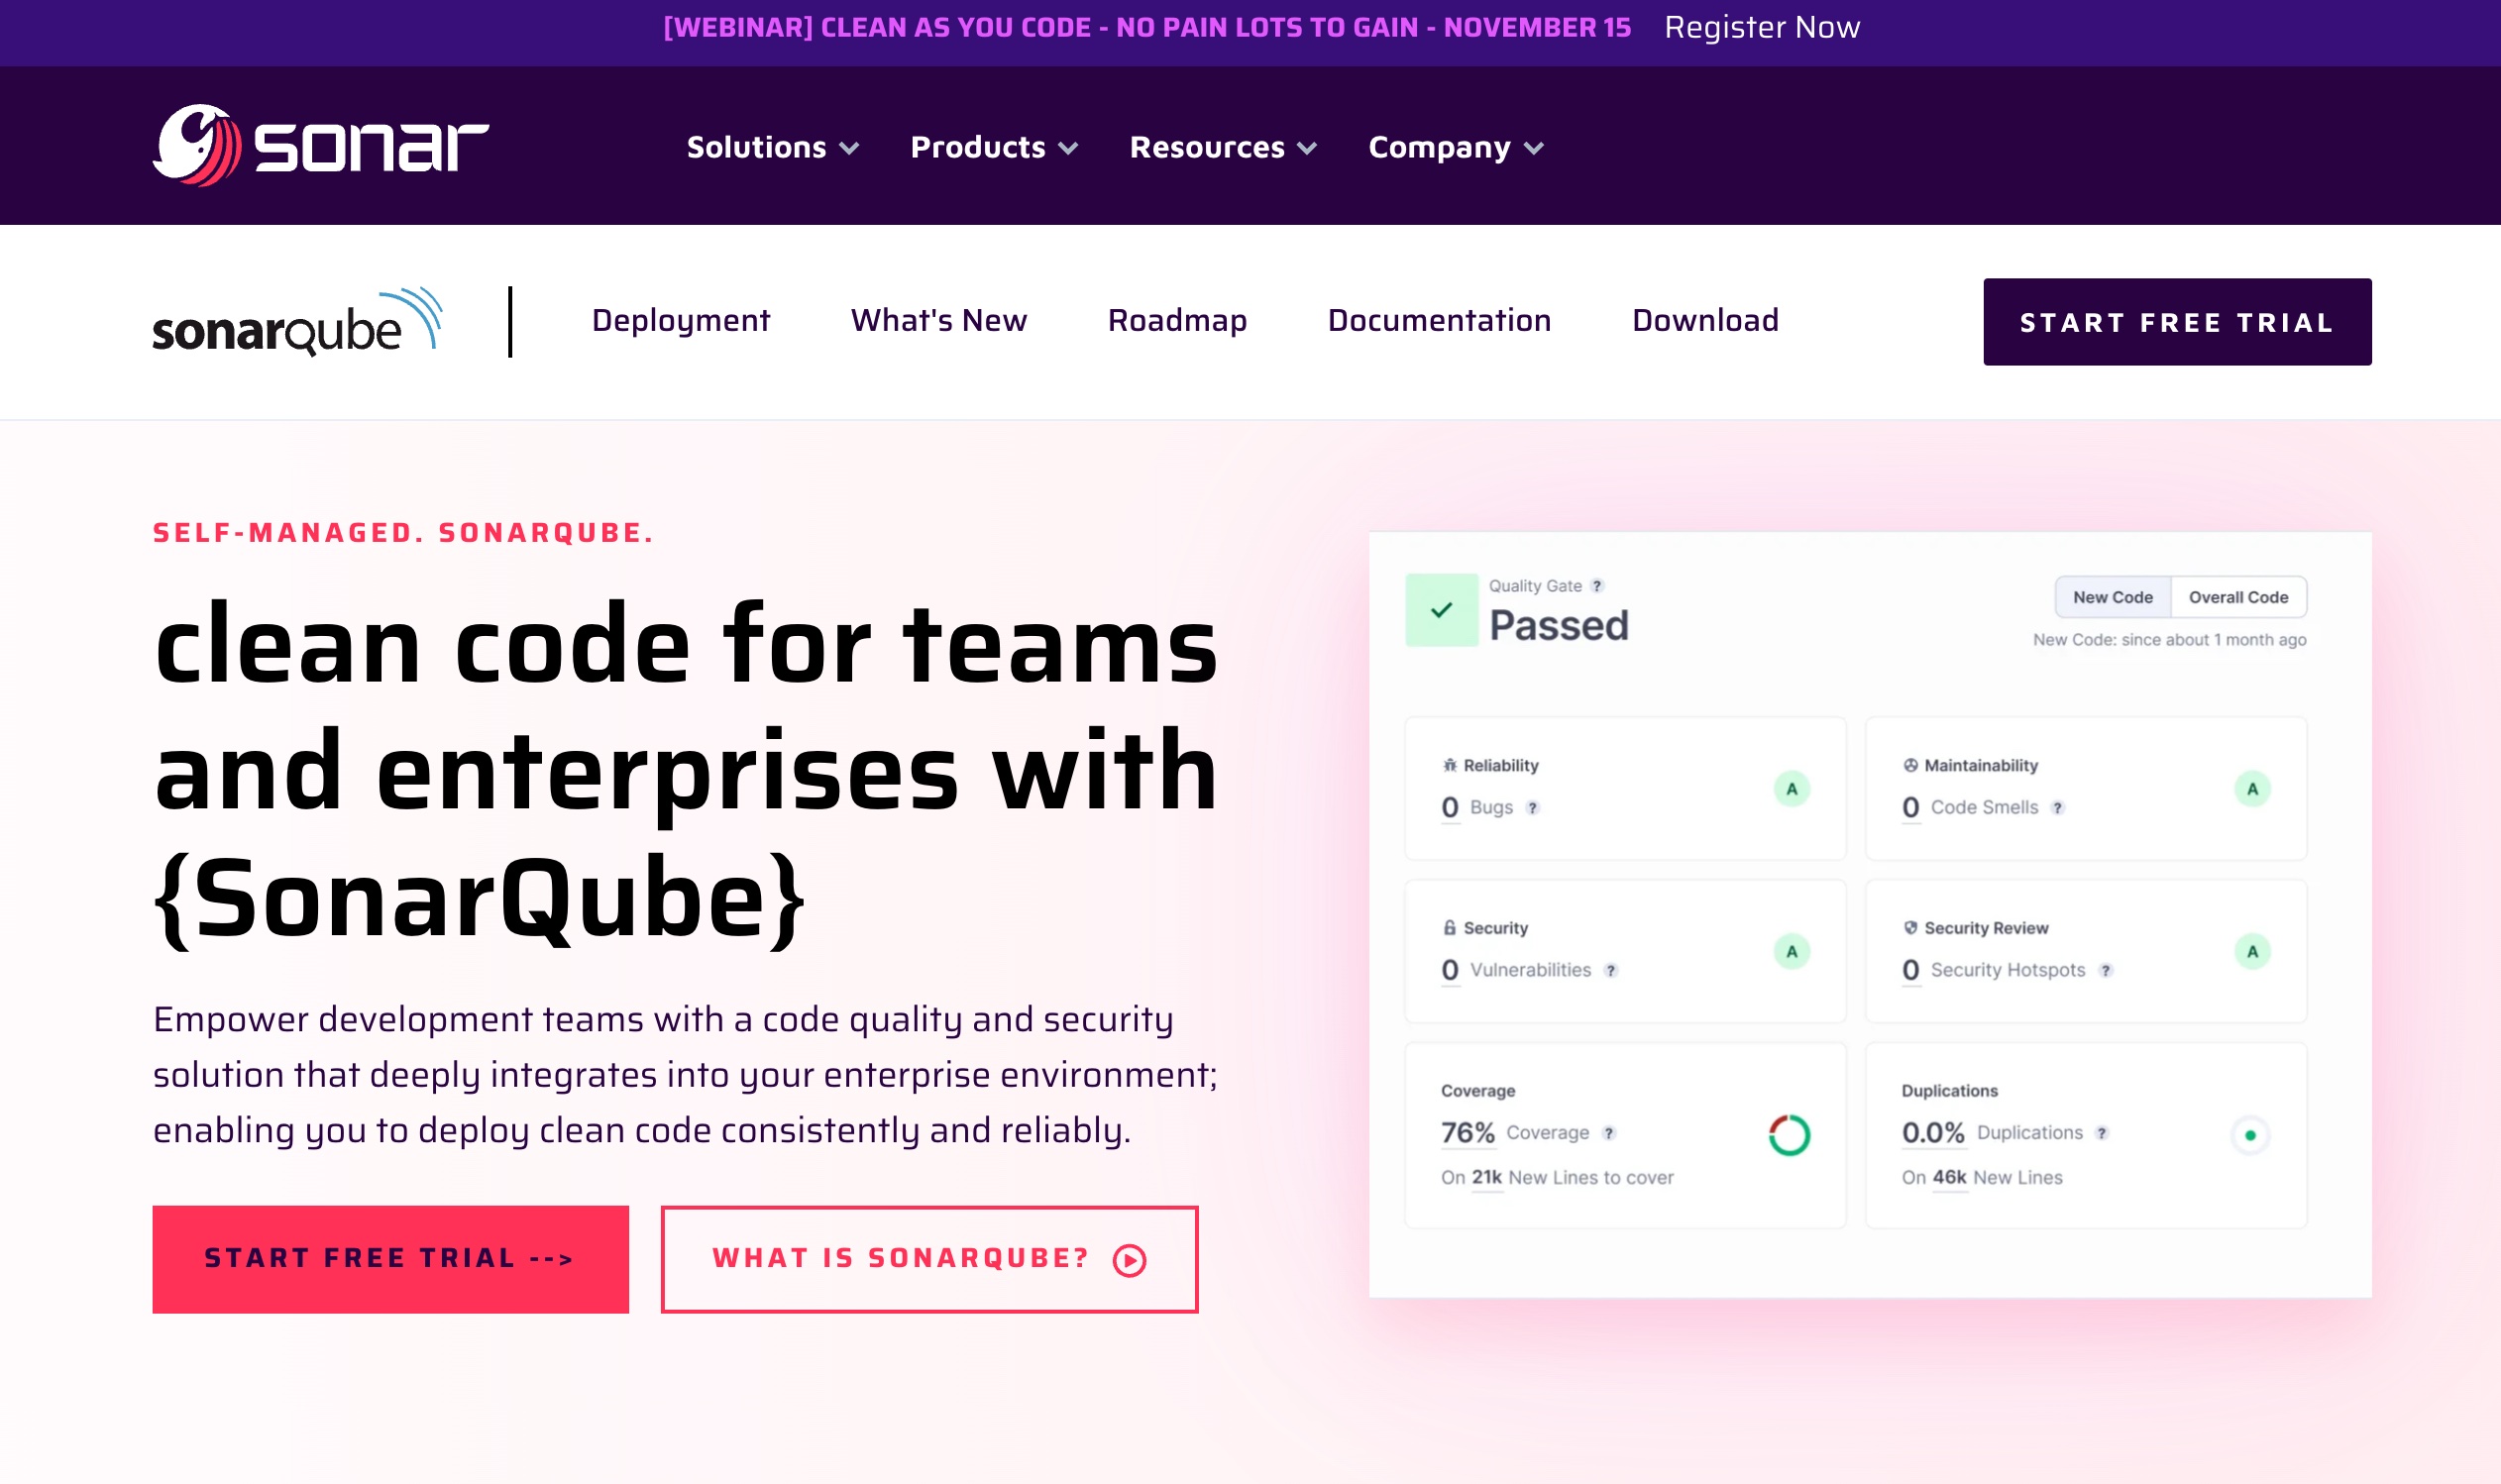 [WEBINAR] CLEAN AS YOU CODE - NO PAIN LOTS TO GAIN - NOVEMBER 15 Register Now
sonar
Solutions Products Resources Company
sonarqube
Deployment What's New Roadmap Documentation Download
START FREE TRIAL
SELF-MANAGED. SONARQUBE.
clean code for teams
and enterprises with
{SonarQube}
Empower development teams with a code quality and security
solution that deeply integrates into your enterprise environment;
enabling you to deploy clean code consistently and reliably.
START FREE TRIAL -->
WHAT IS SONARQUBE?
Quality Gate ?
Passed
New Code Overall Code
New Code: since about 1 month ago
Reliability
0 Bugs ?
A
Maintainability
0 Code Smells ?
A
Security
0 Vulnerabilities ?
A
Security Review
0 Security Hotspots ?
A
Coverage
76% Coverage ?
On 21k New Lines to cover
Duplications
0.0% Duplications ?
On 46k New Lines